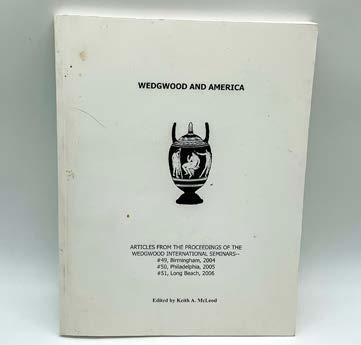 WEDGWOOD AND AMERICA
ARTICLES FROM THE PROCEEDINGS OF THE
WEDGWOOD INTERNATIONAL SEMINARS--
#49, Birmingham, 2004
#50, Philadelphia, 2005
#51, Long Beach, 2006
Edited by Keith A. McLeod